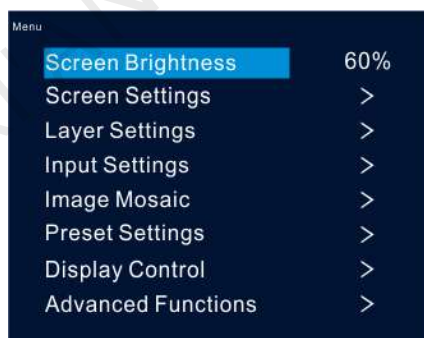 Menu
Screen Brightness 60%
Screen Settings >
Layer Settings >
Input Settings >
Image Mosaic >
Preset Settings >
Display Control >
Advanced Functions >